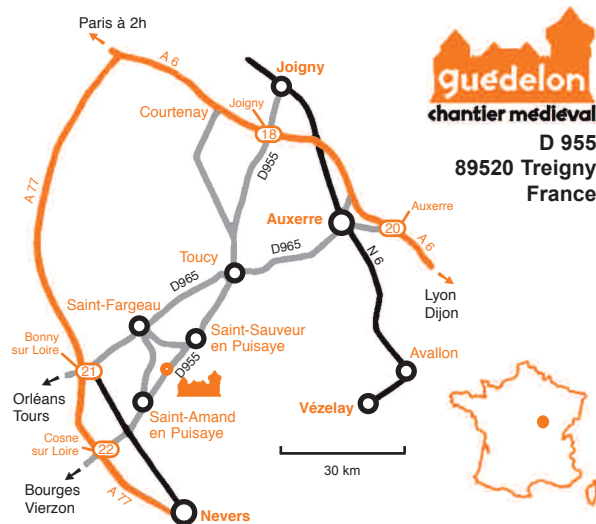 Paris à 2h
A 6
Joigny
Courtenay
Joigny
18
D955
A 77
guédelon
chantier médiéval
D 955
89520 Treigny
France
Auxerre
Auxerre
20
A 6
D965
N 6
Toucy
Lyon
Dijon
D965
Saint-Fargeau
Saint-Sauveur
en Puisaye
D955
Bonny
sur Loire
21
Avallon
Orléans
Tours
Saint-Amand
en Puisaye
Vézelay
Cosne
sur Loire
22
30 km
Bourges
Vierzon
A 77
Nevers